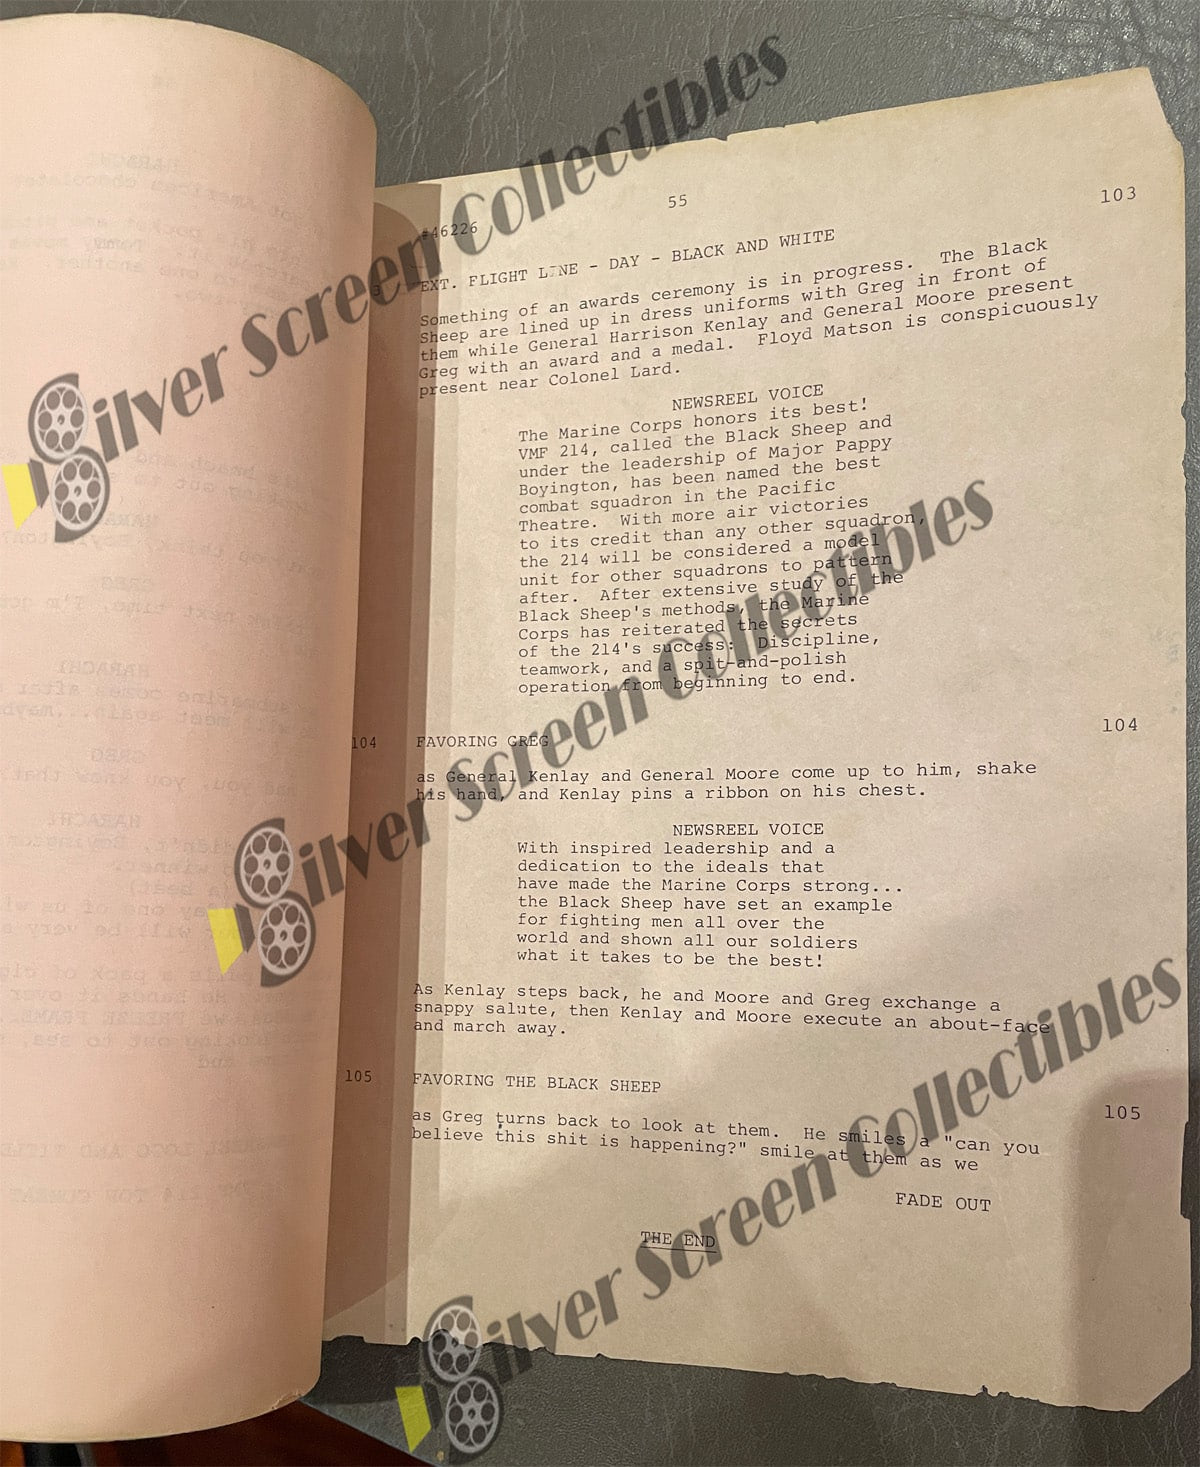 55
103
#46226
EXT. FLIGHT LINE - DAY - BLACK AND WHITE
Something of an awards ceremony is in progress. The Black
Sheep are lined up in dress uniforms with Greg in front of
them while General Harrison Kenlay and General Moore present
Greg with an award and a medal. Floyd Matson is conspicuously
present near Colonel Lard.
NEWSREEL VOICE
The Marine Corps honors its best!
VMF 214, called the Black Sheep and
under the leadership of Major Pappy
Boyington, has been named the best
combat squadron in the Pacific
Theatre. With more air victories
to its credit than any other squadron,
the 214 will be considered a model
unit for other squadrons to pattern
after. After extensive study of the
Black Sheep's methods, the Marine
Corps has reiterated the secrets
of the 214's success: Discipline,
teamwork, and a spit-and-polish
operation from beginning to end.
104 FAVORING GREG 104
as General Kenlay and General Moore come up to him, shake
his hand, and Kenlay pins a ribbon on his chest.
NEWSREEL VOICE
With inspired leadership and a
dedication to the ideals that
have made the Marine Corps strong...
the Black Sheep have set an example
for fighting men all over the
world and shown all our soldiers
what it takes to be the best!
As Kenlay steps back, he and Moore and Greg exchange a
snappy salute, then Kenlay and Moore execute an about-face
and march away.
105 FAVORING THE BLACK SHEEP 105
as Greg turns back to look at them. He smiles a "can you
believe this shit is happening?" smile at them as we
FADE OUT
THE END
Silver Screen Collectibles
Silver Screen Collectibles
Silver Screen Collectibles